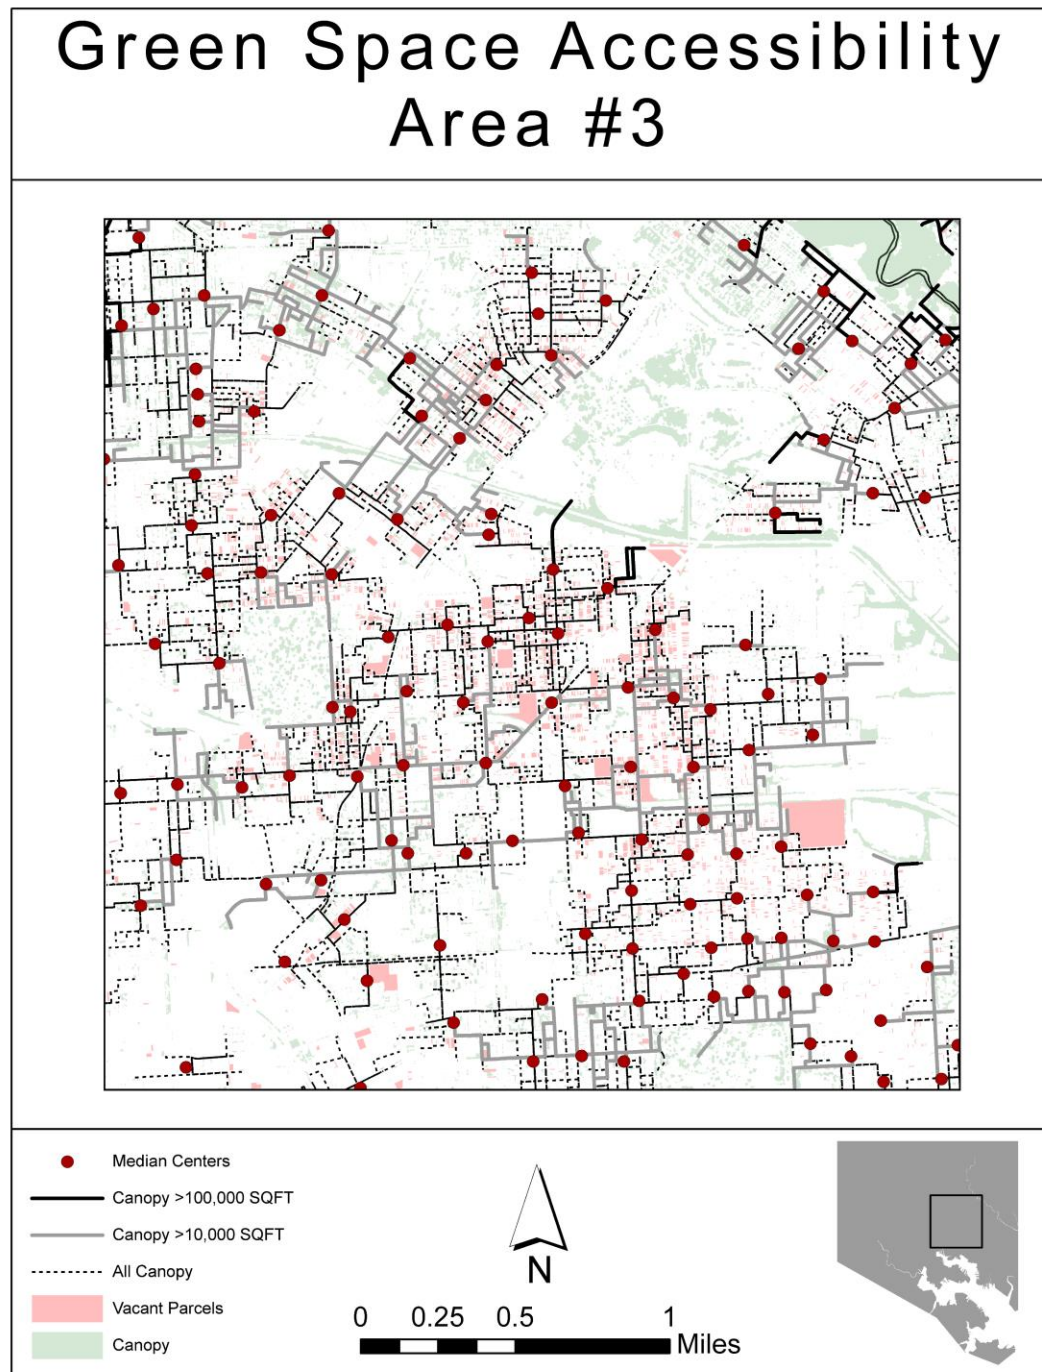 Green Space Accessibility
Area #3
Median Centers
Canopy >100,000 SQFT
Canopy >10,000 SQFT
All Canopy
Vacant Parcels
Canopy
N
0 0.25 0.5 1
Miles